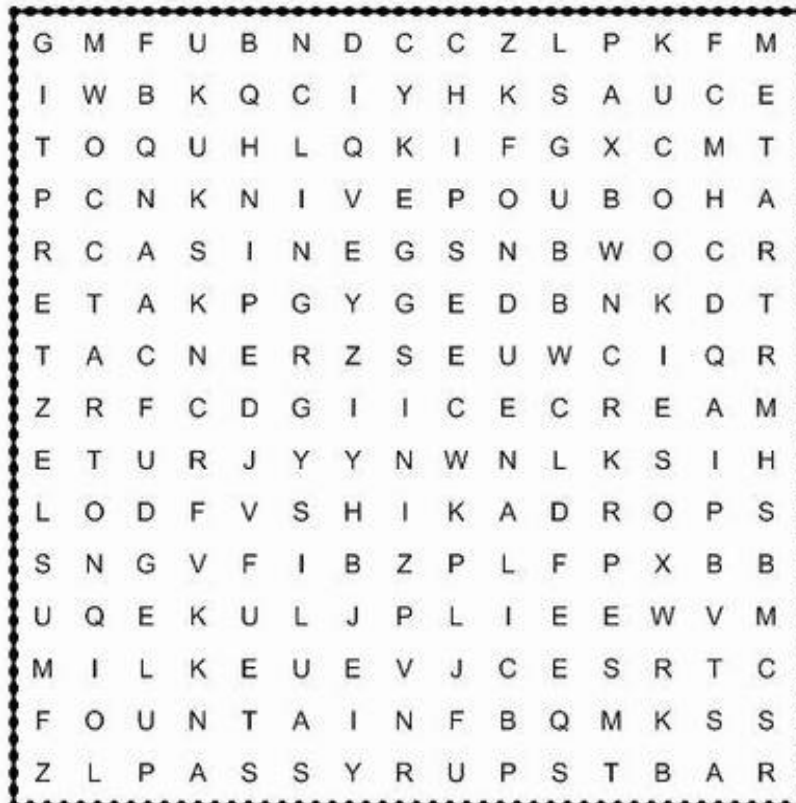 G M F U B N D C C Z L P K F M
I W B K Q C I Y H K S A U C E
T O Q U H L Q K I F G X C M T
P C N K N I V E P O U B O H A
R C A S I N E G S N B W O C R
E T A K P G Y G E D B N K D T
T A C N E R Z S E U W C I Q R
Z R F C D G I I C E C R E A M
E T U R J Y Y N W N L K S I H
L O D F V S H I K A D R O P S
S N G V F I B Z P L F P X B B
U Q E K U L J P L I E E W V M
M I L K E U E V J C E S R T C
F O U N T A I N F B Q M K S S
Z L P A S S Y R U P S T B A R